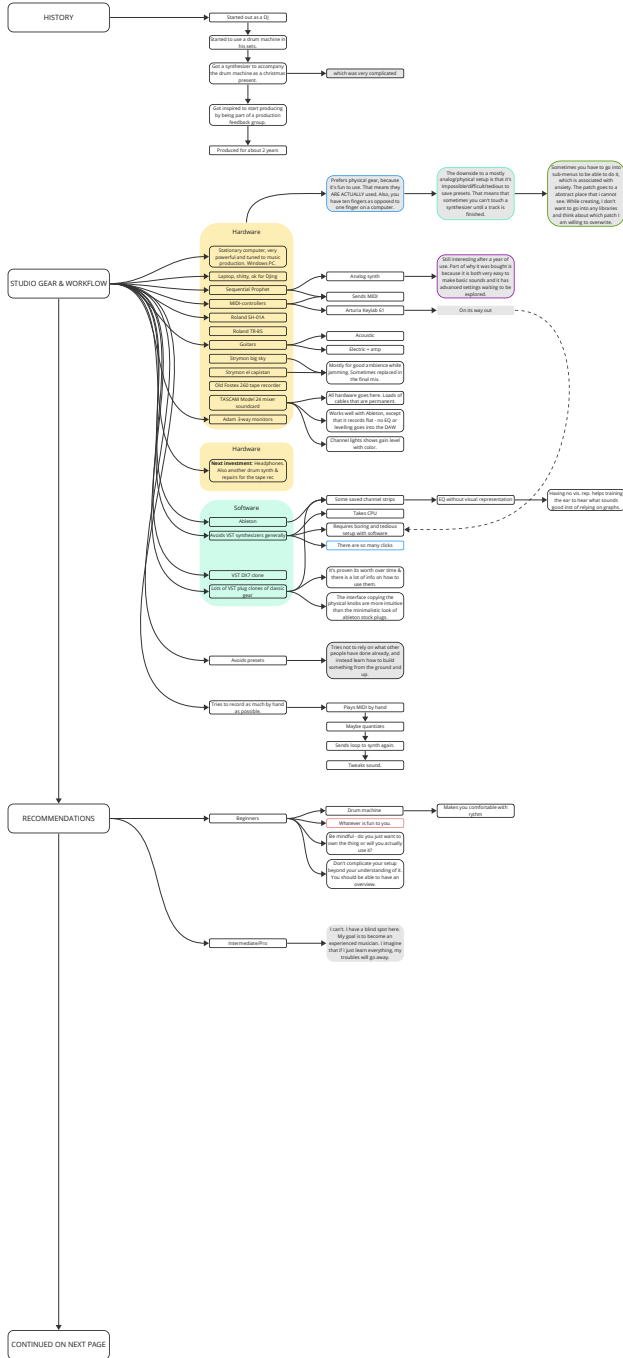 HISTORY
Started out as a DJ
Started to use a drum machine in
his sets.
Got a synthesizer to accompany
the drum machine as a christmas
present.
which was very complicated
Got inspired to start producing
by being part of a production
feedback group.
Produced for about 2 years
Prefers physical gear, because
it's fun to use. That means they
ARE ACTUALLY used. Also, you
have ten fingers as opposed to
one finger on a computer.
The downside to a mostly
analog/physical setup is that it's
impossible/difficult/tedious to
save presets. That means that
sometimes you can't touch a
synthesizer until a track is
finished.
Sometimes you have to go into
sub-menus to be able to do it,
which is associated with
anxiety. The patch goes to a
abstract place that i cannot
see. While creating, I don't
want to go into any libraries
and think about which patch I
am willing to overwrite.
STUDIO GEAR & WORKFLOW
Hardware
Stationary computer, very
powerful and tuned to music
production. Windows PC.
Laptop, shitty, ok for DJing
Sequential Prophet
MIDI-controllers
Roland SH-01A
Roland TR-8S
Guitars
Strymon big sky
Strymon el capistan
Old Fostex 260 tape recorder
TASCAM Model 24 mixer
soundcard
Adam 3-way monitors
Analog synth
Sends MIDI
Arturia Keylab 61
Still interesting after a year of
use. Part of why it was bought is
because it is both very easy to
make basic sounds and it has
advanced settings waiting to be
explored.
On its way out
Acoustic
Electric + amp
Mostly for good ambience while
jamming. Sometimes replaced in
the final mix.
All hardware goes here. Loads of
cables that are permanent.
Works well with Ableton, except
that it records flat - no EQ or
levelling goes into the DAW
Channel lights shows gain level
with color.
Hardware
Next investment: Headphones.
Also another drum synth &
repairs for the tape rec
Software
Ableton
Avoids VST synthesizers generally
VST DX7 clone
Lots of VST plug clones of classic
gear
Some saved channel strips
Takes CPU
Requires boring and tedious
setup with software
There are so many clicks
EQ without visual representation
Having no vis. rep. helps training
the ear to hear what sounds
good inst of relying on graphs.
It's proven its worth over time &
there is a lot of info on how to
use them.
The interface copying the
physical knobs are more intuitive
than the minimalistic look of
ableton stock plugs.
Avoids presets
Tries not to rely on what other
people have done already, and
instead learn how to build
something from the ground and
up.
Tries to record as much by hand
as possible.
Plays MIDI by hand
Maybe quantizes
Sends loop to synth again.
Tweaks sound.
RECOMMENDATIONS
Beginners
Drum machine
Makes you comfortable with
rythm
Whatever is fun to you.
Be mindful - do you just want to
own the thing or will you actually
use it?
Don't complicate your setup
beyond your understanding of it.
You should be able to have an
overview.
Intermediate/Pro
I can't. I have a blind spot here.
My goal is to become an
experienced musician. I imagine
that if I just learn everything, my
troubles will go away.
CONTINUED ON NEXT PAGE